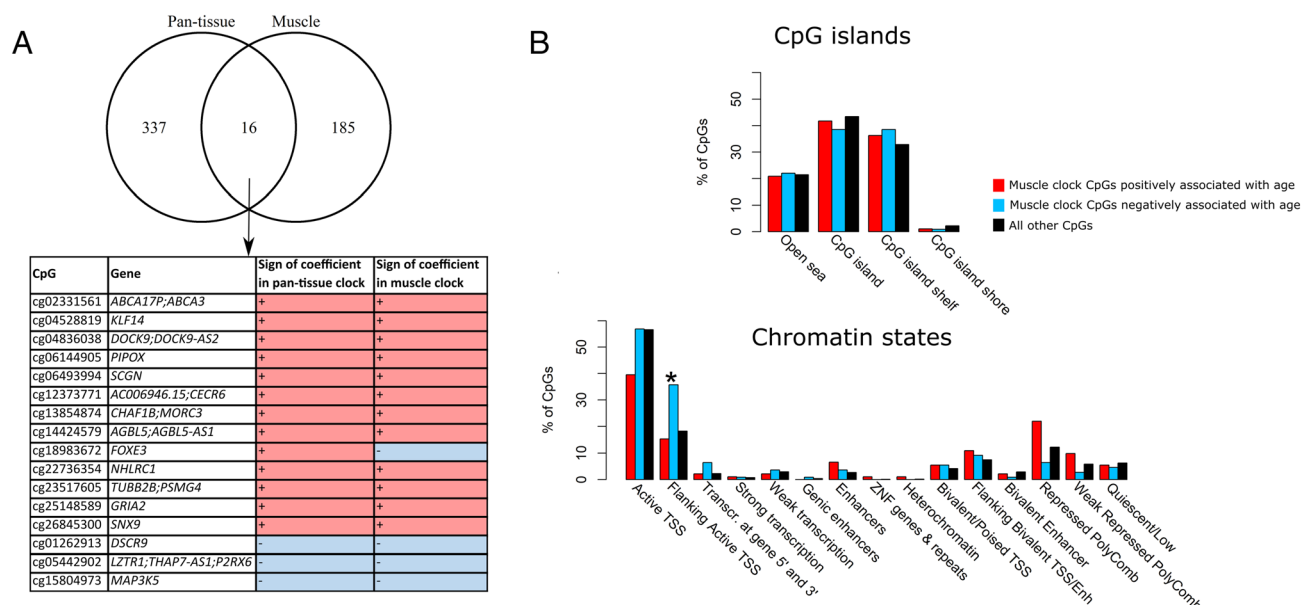 A
Pan-tissue Muscle
337 16 185
CpG Gene Sign of coefficient in pan-tissue clock Sign of coefficient in muscle clock
cg02331561 ABCA17P;ABCA3 + +
cg04528819 KLF14 + +
cg04836038 DOCK9;DOCK9-AS2 + +
cg06144905 PIPOX + +
cg06493994 SCGN + +
cg12373771 AC006946.15;CECR6 + +
cg13854874 CHAF1B;MORC3 + +
cg14424579 AGBL5;AGBL5-AS1 + +
cg18983672 FOXE3 + -
cg22736354 NHLRC1 + +
cg23517605 TUBB2B;PSMG4 + +
cg25148589 GRIA2 + +
cg26845300 SNX9 + +
cg01262913 DSCR9 - -
cg05442902 LZTR1;THAP7-AS1;P2RX6 - -
cg15804973 MAP3K5 - -
B
CpG islands
% of CpGs
0
10
30
50
Open sea
CpG island
CpG island shelf
CpG island shore
Muscle clock CpGs positively associated with age
Muscle clock CpGs negatively associated with age
All other CpGs
Chromatin states
% of CpGs
0
10
30
50
*
Active TSS
Flanking Active TSS
Transcr. at gene 5' and 3'
Strong transcription
Weak transcription
Genic enhancers
Enhancers
ZNF genes & repeats
Heterochromatin
Bivalent/Poised TSS
Flanking Bivalent TSS/Enh
Bivalent Enhancer
Repressed PolyComb
Weak Repressed PolyComb
Quiescent/Low